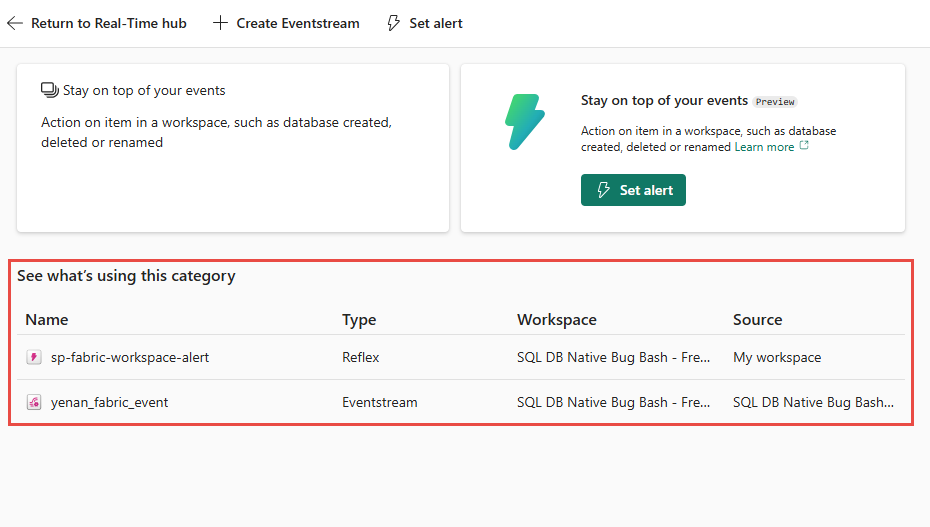 Return to Real-Time hub Create Eventstream Set alert
Stay on top of your events
Action on item in a workspace, such as database created,
deleted or renamed
Stay on top of your events Preview
Action on item in a workspace, such as database
created, deleted or renamed Learn more
Set alert
See what's using this category
Name Type Workspace Source
sp-fabric-workspace-alert Reflex SQL DB Native Bug Bash - Fre... My workspace
yenan_fabric_event Eventstream SQL DB Native Bug Bash - Fre... SQL DB Native Bug Bash...